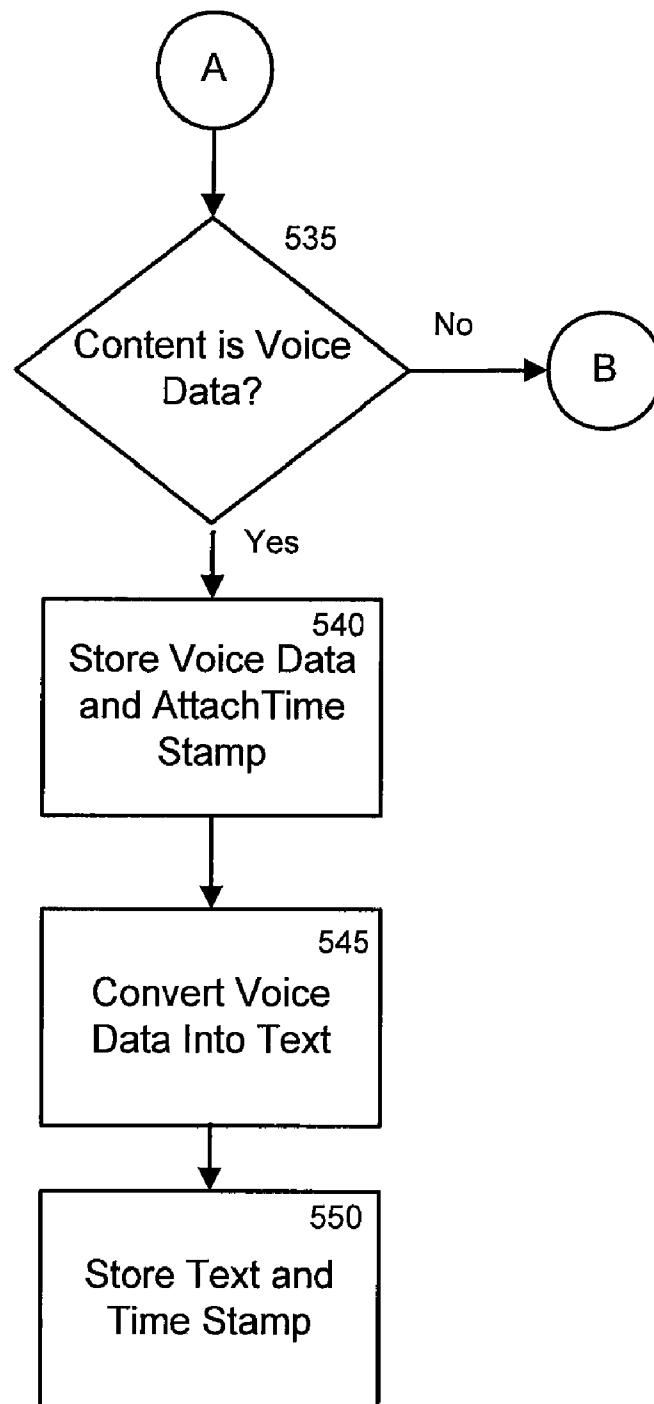 A
535
Content is Voice
Data?
No
B
Yes
540
Store Voice Data
and AttachTime
Stamp
545
Convert Voice
Data Into Text
550
Store Text and
Time Stamp